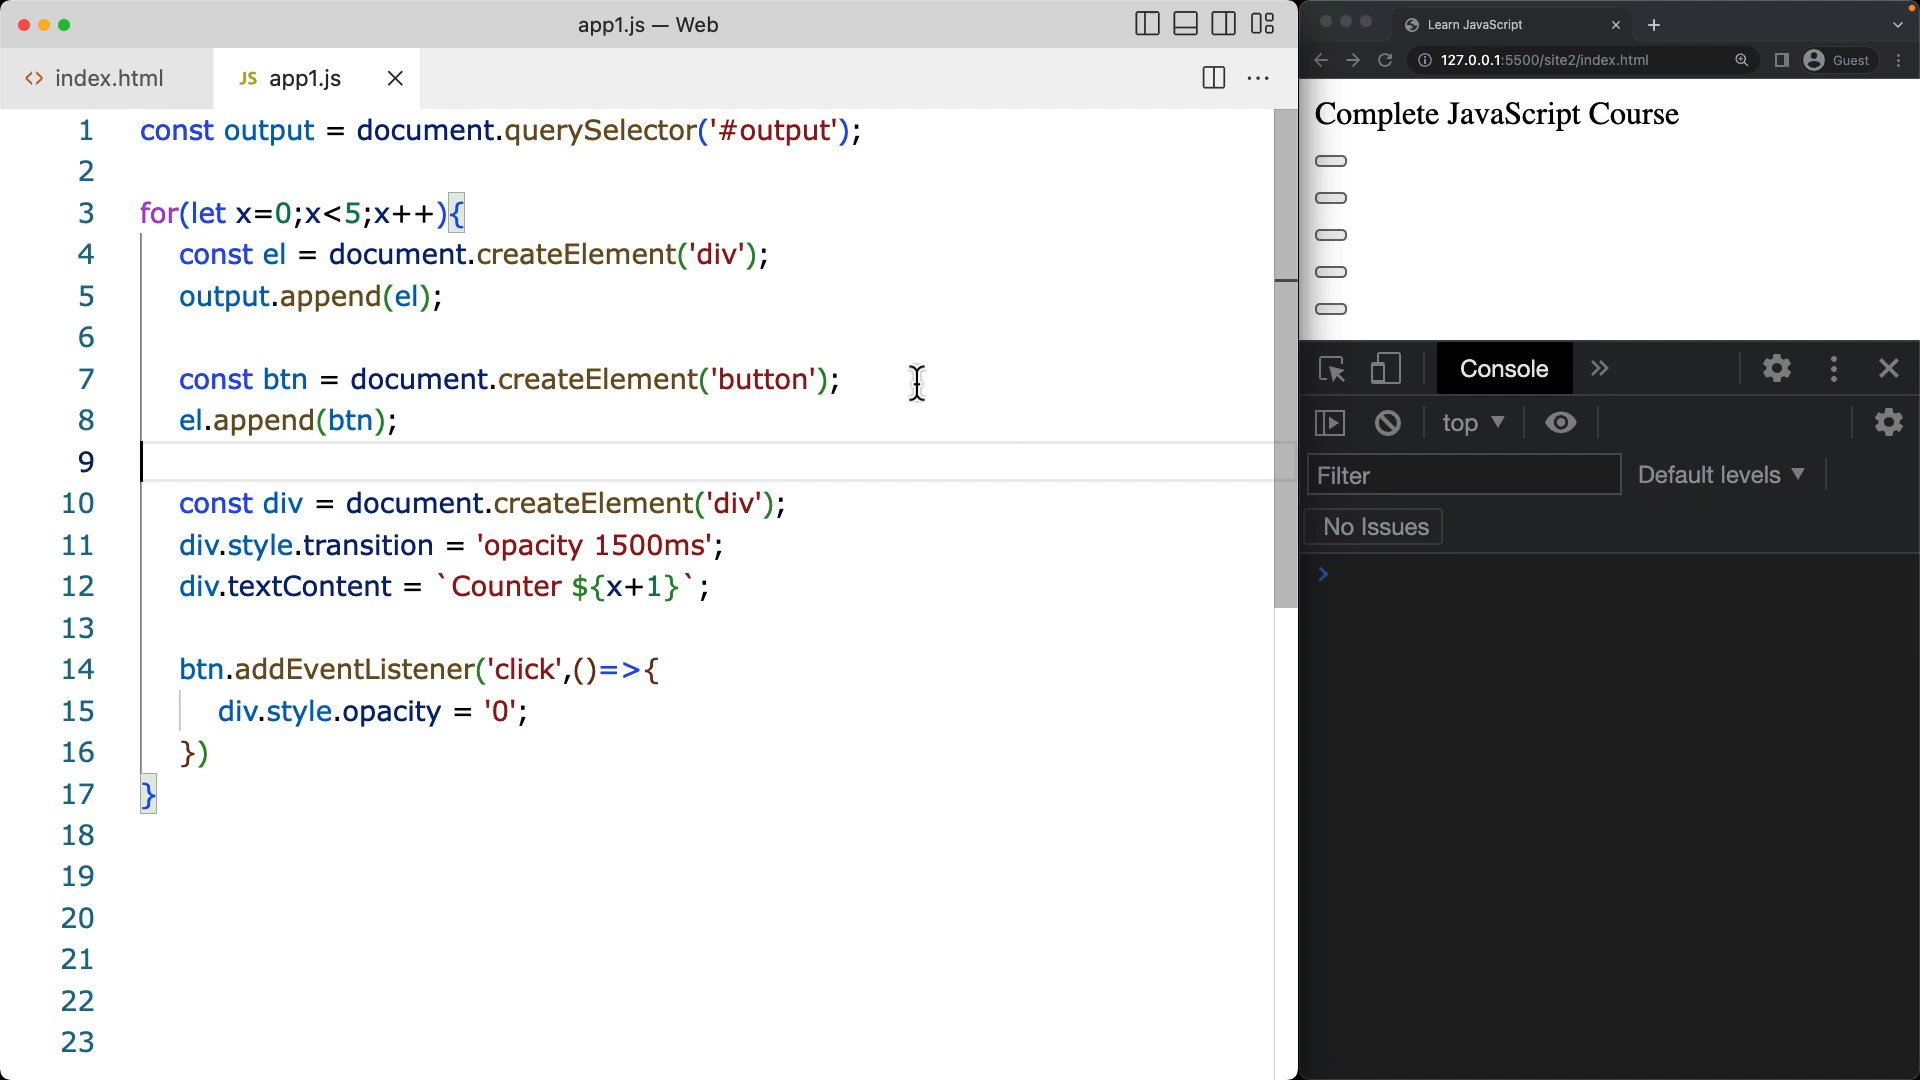 app1.js — Web
index.html
JS app1.js
1 const output = document.querySelector('#output');
2
3 for(let x=0;x<5;x++){
4 const el = document.createElement('div');
5 output.append(el);
6
7 const btn = document.createElement('button');
8 el.append(btn);
9
10 const div = document.createElement('div');
11 div.style.transition = 'opacity 1500ms';
12 div.textContent = `Counter ${x+1}`;
13
14 btn.addEventListener('click',()=>{
15 div.style.opacity = '0';
16 })
17 }
18
19
20
21
22
23
Learn JavaScript
127.0.0.1:5500/site2/index.html
Guest
Complete JavaScript Course
Console
top
Filter
Default levels
No Issues